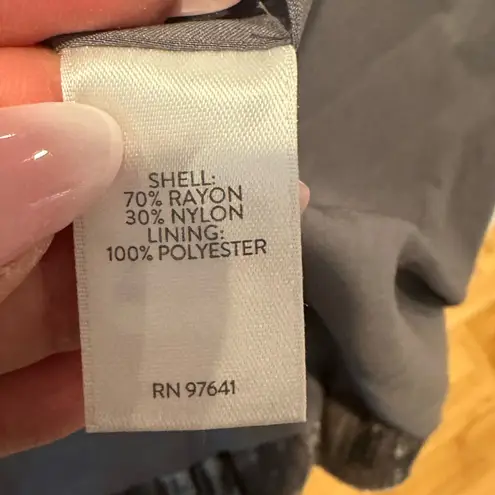 SHELL:
70% RAYON
30% NYLON
LINING:
100% POLYESTER
RN 97641